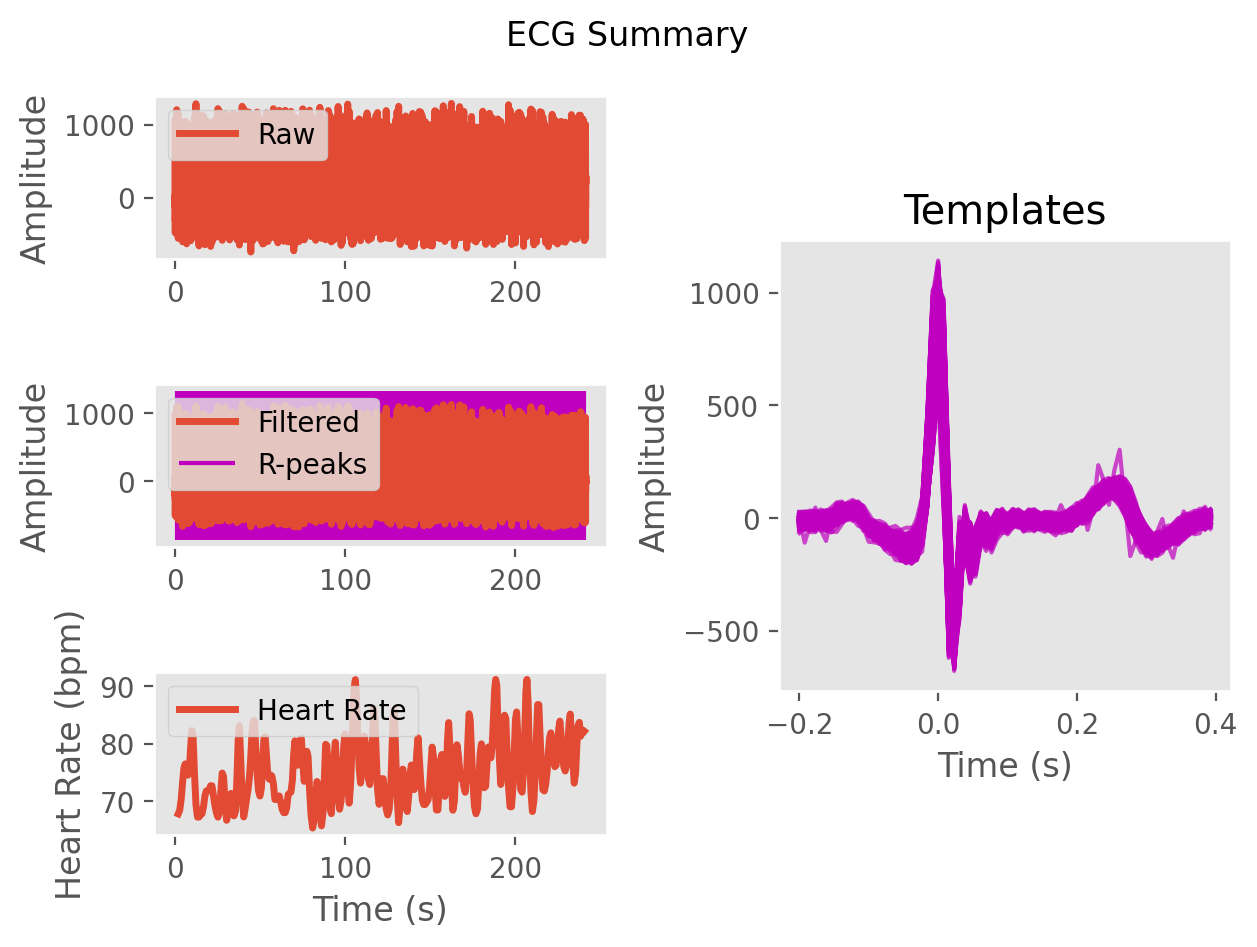 ECG Summary
Amplitude
1000
0
Raw
0
100
200
Amplitude
1000
0
Filtered
R-peaks
0
100
200
Heart Rate (bpm)
90
80
70
Heart Rate
0
100
200
Time (s)
Templates
Amplitude
1000
500
0
−500
−0.2
0.0
0.2
0.4
Time (s)